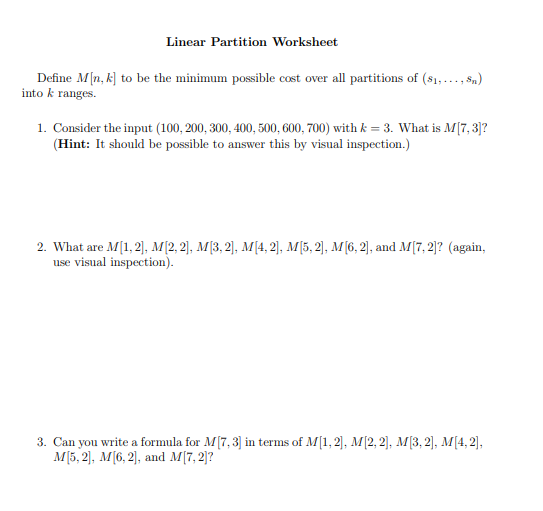 Linear Partition Worksheet
Define M[n, k] to be the minimum possible cost over all partitions of (s₁, . . . , sₙ)
into k ranges.
1. Consider the input (100, 200, 300, 400, 500, 600, 700) with k = 3. What is M[7, 3]?
(Hint: It should be possible to answer this by visual inspection.)
2. What are M[1, 2], M[2, 2], M[3, 2], M[4, 2], M[5, 2], M[6, 2], and M[7, 2]? (again,
use visual inspection).
3. Can you write a formula for M[7, 3] in terms of M[1, 2], M[2, 2], M[3, 2], M[4, 2],
M[5, 2], M[6, 2], and M[7, 2]?